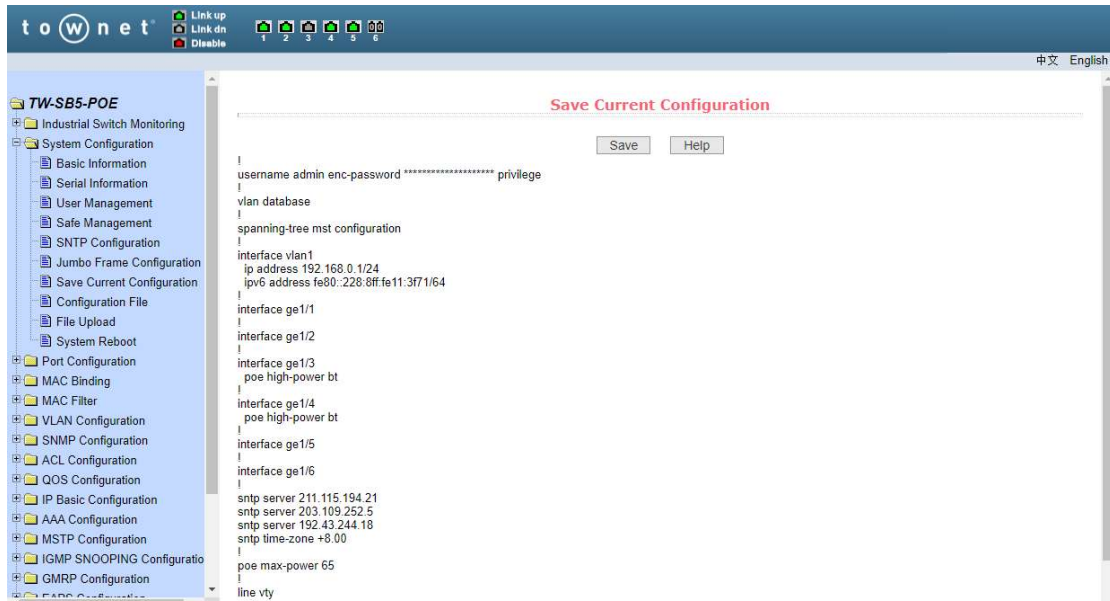 to(w)net
Link up
Link dn
Disable
1 2 3 4 5 6
中文 English
TW-SB5-POE
Industrial Switch Monitoring
System Configuration
Basic Information
Serial Information
User Management
Safe Management
SNTP Configuration
Jumbo Frame Configuration
Save Current Configuration
Configuration File
File Upload
System Reboot
Port Configuration
MAC Binding
MAC Filter
VLAN Configuration
SNMP Configuration
ACL Configuration
QOS Configuration
IP Basic Configuration
AAA Configuration
MSTP Configuration
IGMP SNOOPING Configuratio
GMRP Configuration
EAPS Configuration
Save Current Configuration
Save Help
!
username admin enc-password ******************** privilege
!
vlan database
!
spanning-tree mst configuration
!
interface vlan1
ip address 192.168.0.1/24
ipv6 address fe80::228:8ff:fe11:3f71/64
!
interface ge1/1
!
interface ge1/2
!
interface ge1/3
poe high-power bt
!
interface ge1/4
poe high-power bt
!
interface ge1/5
!
interface ge1/6
!
sntp server 211.115.194.21
sntp server 203.109.252.5
sntp server 192.43.244.18
sntp time-zone +8.00
!
poe max-power 65
!
line vty